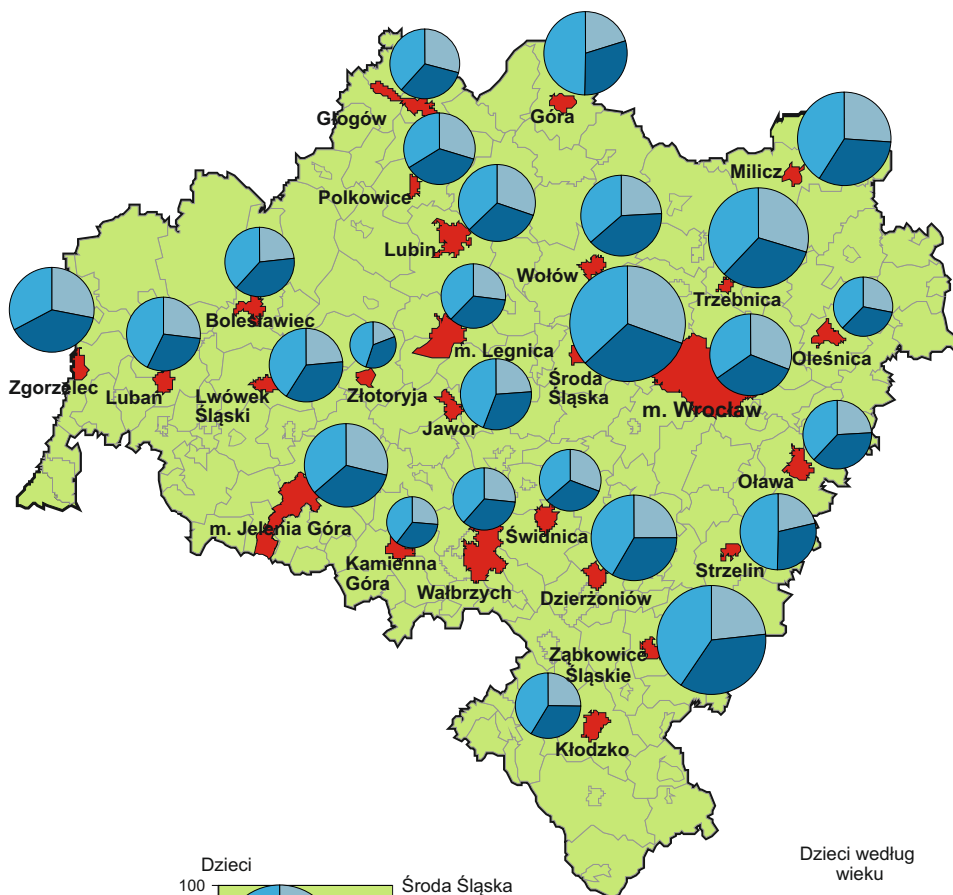 Głogów
Góra
Milicz
Polkowice
Lubin
Wołów
Trzebnica
Bolesławiec
Oleśnica
Zgorzelec
Lubań
Lwówek
Śląski
Złotoryja
m. Legnica
Środa
Śląska
Jawor
m. Wrocław
Oława
m. Jelenia Góra
Kamienna
Góra
Wałbrzych
Świdnica
Dzierżoniów
Strzelin
Ząbkowice
Śląskie
Kłodzko
Dzieci
100
Środa Śląska
Dzieci według
wieku